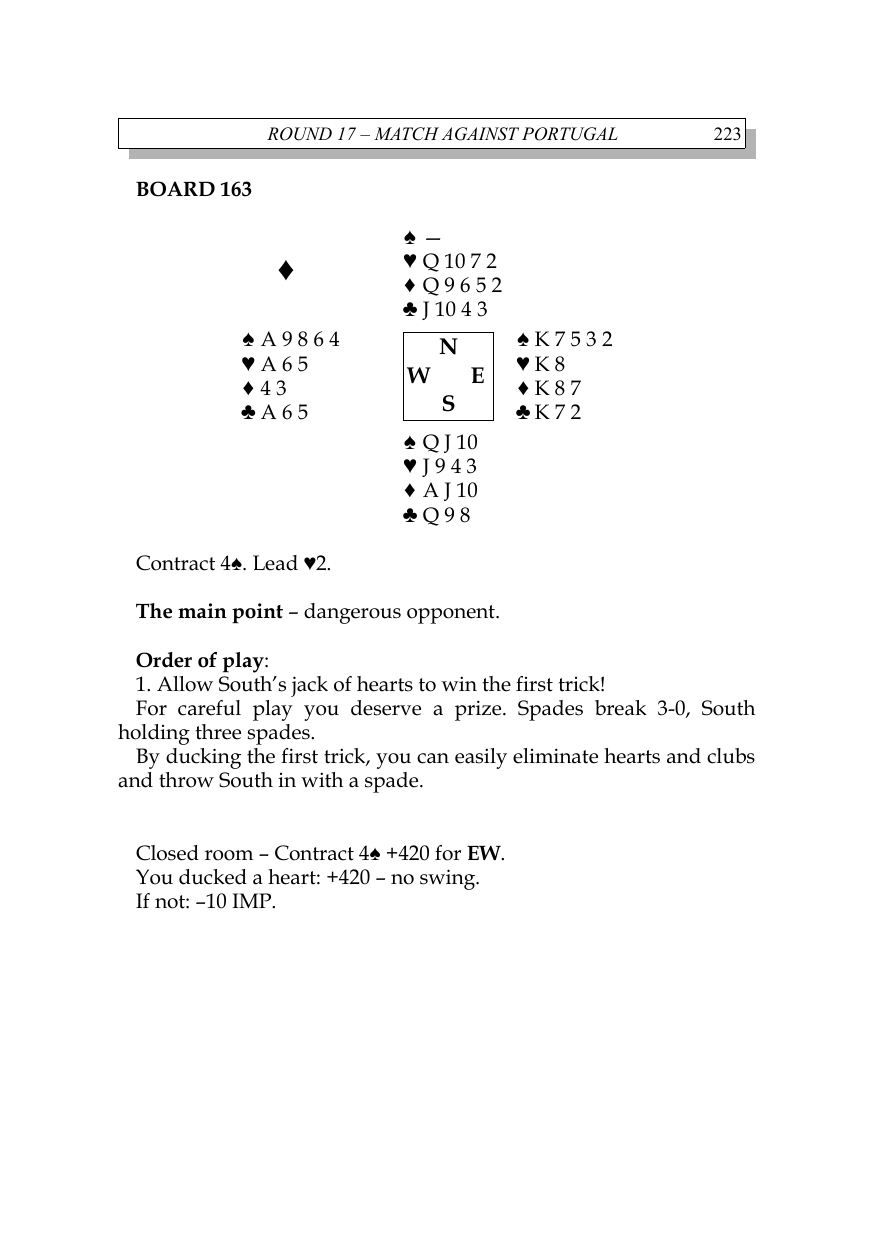 ROUND 17 – MATCH AGAINST PORTUGAL 223
BOARD 163
♠ —
♥ Q 10 7 2
♦
♦ Q 9 6 5 2
♣ J 10 4 3
♠ A 9 8 6 4
♥ A 6 5
♦ 4 3
♣ A 6 5
N
W E
S
♠ K 7 5 3 2
♥ K 8
♦ K 8 7
♣ K 7 2
♠ Q J 10
♥ J 9 4 3
♦ A J 10
♣ Q 9 8
Contract 4♠. Lead ♥2.
The main point – dangerous opponent.
Order of play:
1. Allow South’s jack of hearts to win the first trick!
For careful play you deserve a prize. Spades break 3-0, South
holding three spades.
By ducking the first trick, you can easily eliminate hearts and clubs
and throw South in with a spade.
Closed room – Contract 4♠ +420 for EW.
You ducked a heart: +420 – no swing.
If not: –10 IMP.